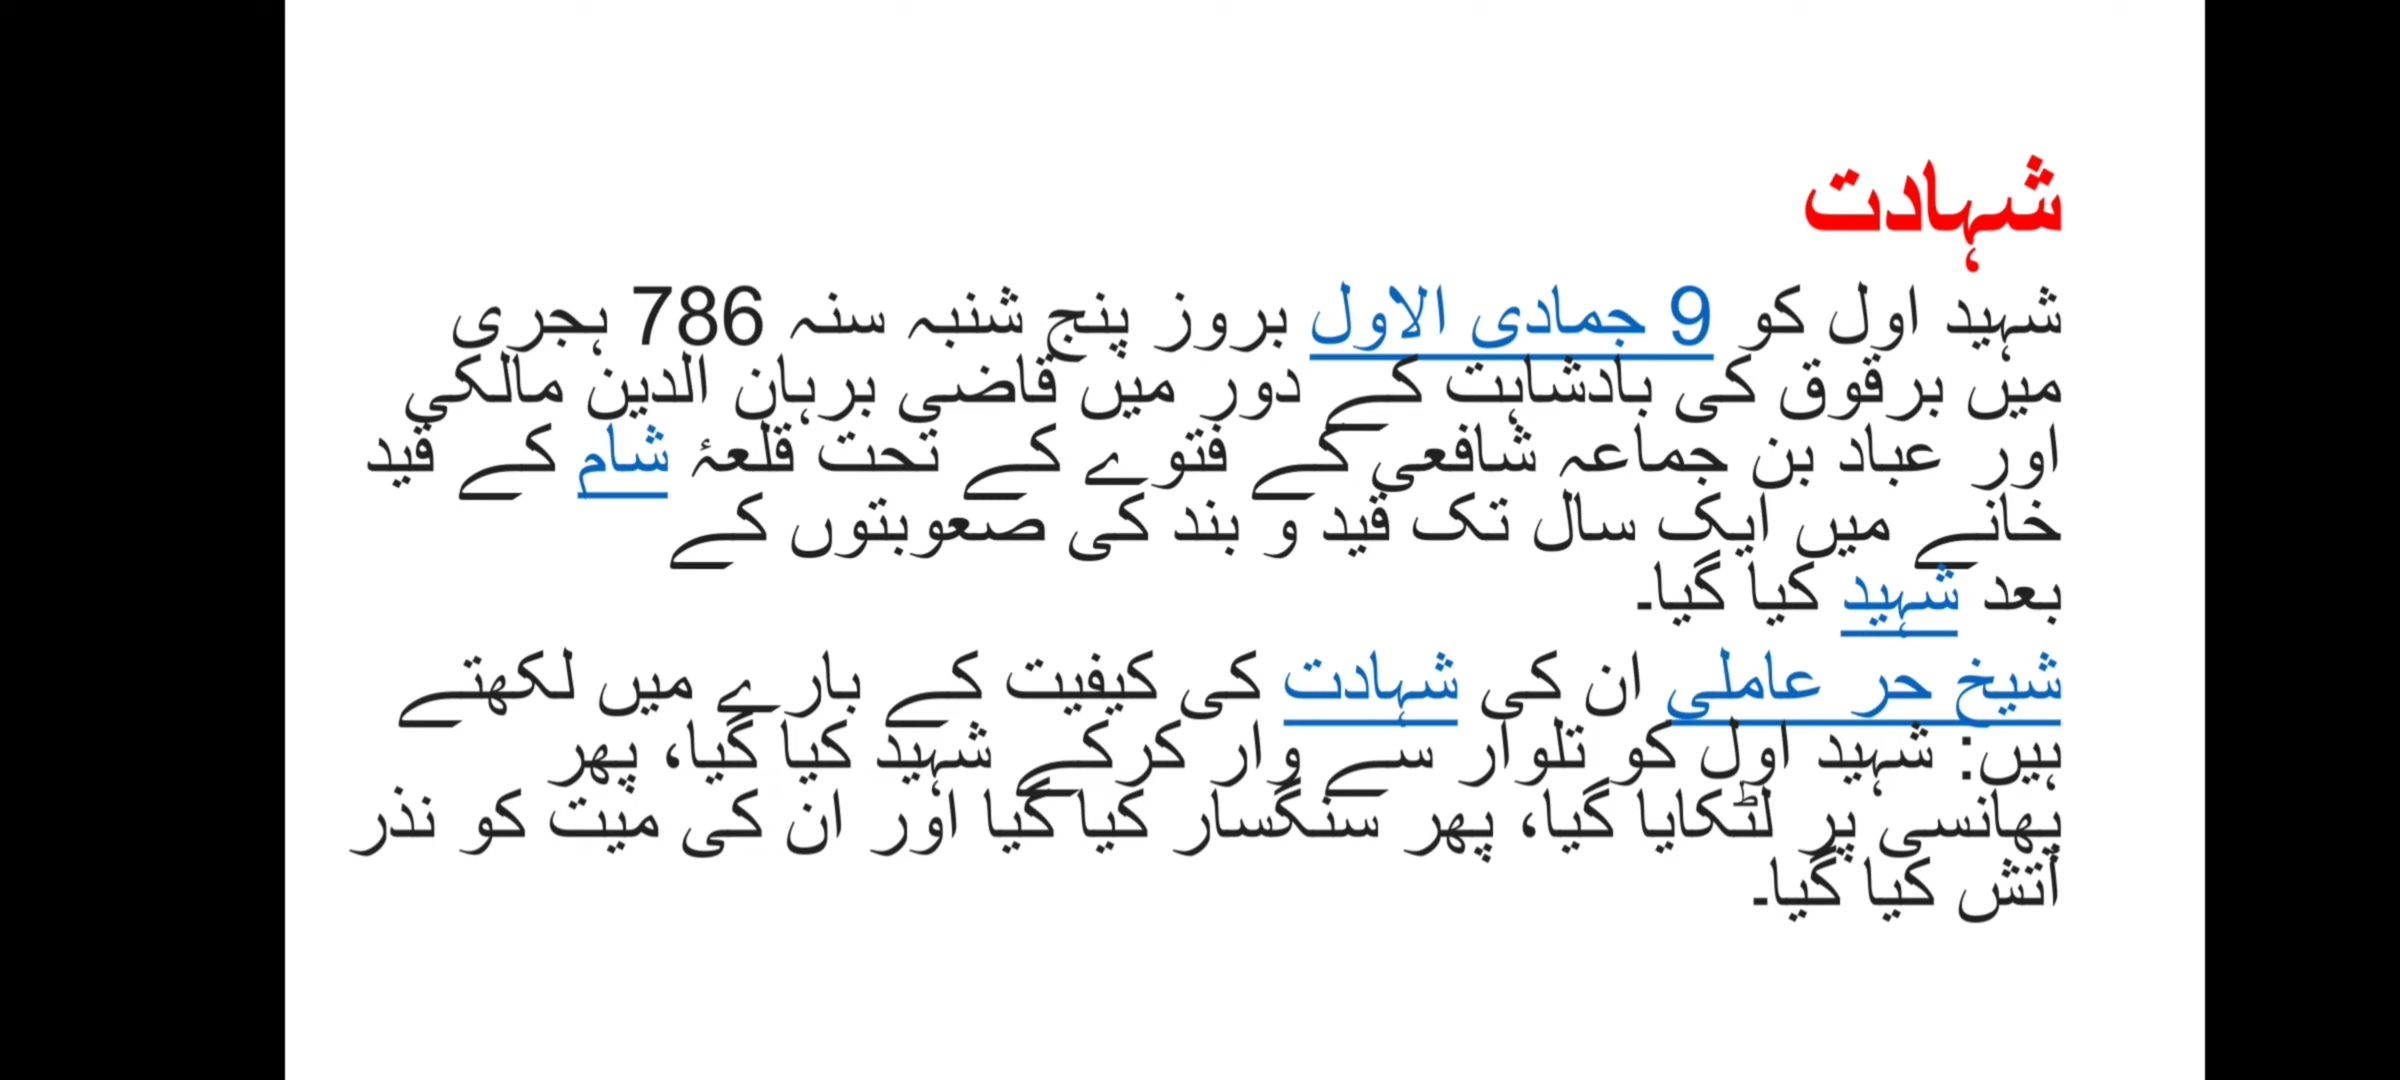 شہادت
شہید اول کو 9 جمادی الاول بروز پنج شنبہ سنہ 786 ہجری
میں برقوق کی بادشاہت کے دور میں قاضی برہان الدین مالکي
اور عباد بن جماعہ شافعي کے فتوے کے تحت قلعۂ شام کے قید
خانے میں ایک سال تک قید و بند کی صعوبتوں کے
بعد شہید کیا گیا۔
شیخ حر عاملی ان کی شہادت کی کیفیت کے بارے میں لکھتے
ہیں: شہید اول کو تلوار سے وار کرکے شہید کیا گیا، پھر
پھانسی پر لٹکایا گیا، پھر سنگسار کیا گیا اور ان کی میت کو نذر
آتش کیا گیا۔